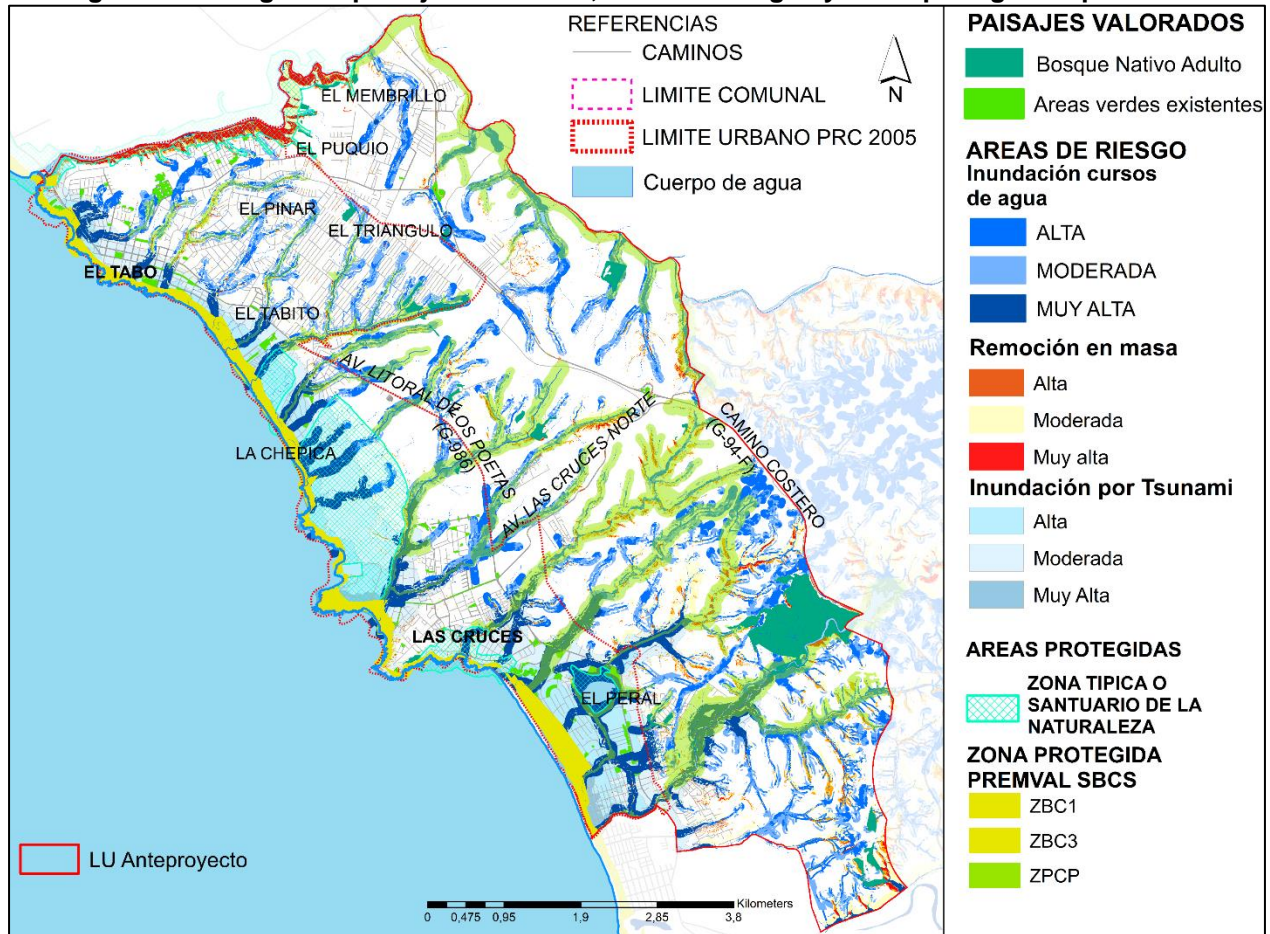 REFERENCIAS
CAMINOS
LIMITE COMUNAL
LIMITE URBANO PRC 2005
Cuerpo de agua
N
EL MEMBRILLO
EL PUQUIO
EL PINAR
EL TRIANGULO
EL TABO
EL TABITO
AV. LITORAL DE LOS POETAS
(G-986)
LA CHEPICA
AV. LAS CRUCES NORTE
CAMINO COSTERO
(G-94-F)
LAS CRUCES
EL PERAL
LU Anteproyecto
Kilometers
0 0,475 0,95 1,9 2,85 3,8
PAISAJES VALORADOS
Bosque Nativo Adulto
Areas verdes existentes
AREAS DE RIESGO
Inundación cursos
de agua
ALTA
MODERADA
MUY ALTA
Remoción en masa
Alta
Moderada
Muy alta
Inundación por Tsunami
Alta
Moderada
Muy Alta
AREAS PROTEGIDAS
ZONA TIPICA O
SANTUARIO DE LA
NATURALEZA
ZONA PROTEGIDA
PREMVAL SBCS
ZBC1
ZBC3
ZPCP